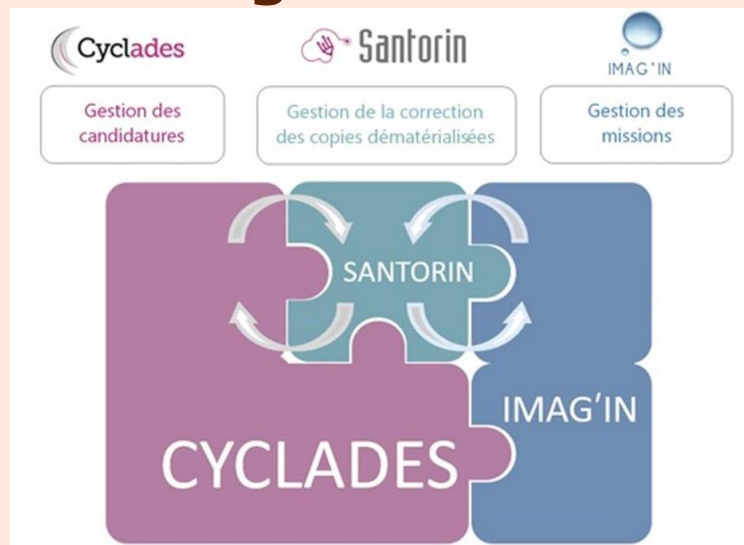 Cyclades
Santorin
IMAG'IN
Gestion des
candidatures
Gestion de la correction
des copies dématérialisées
Gestion des
missions
SANTORIN
IMAG'IN
CYCLADES